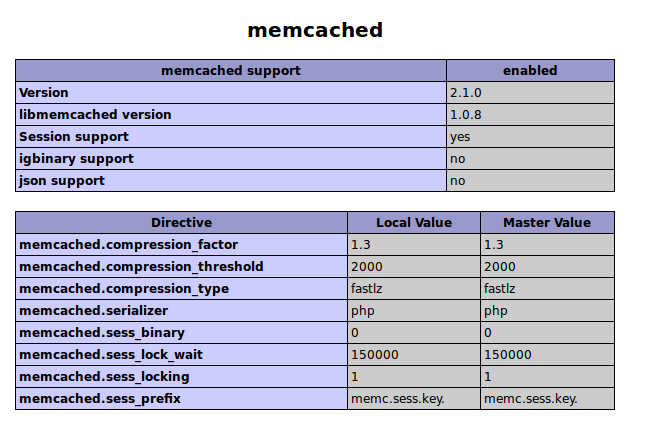 memcached
memcached support enabled
Version 2.1.0
libmemcached version 1.0.8
Session support yes
igbinary support no
json support no
Directive Local Value Master Value
memcached.compression_factor 1.3 1.3
memcached.compression_threshold 2000 2000
memcached.compression_type fastlz fastlz
memcached.serializer php php
memcached.sess_binary 0 0
memcached.sess_lock_wait 150000 150000
memcached.sess_locking 1 1
memcached.sess_prefix memc.sess.key. memc.sess.key.